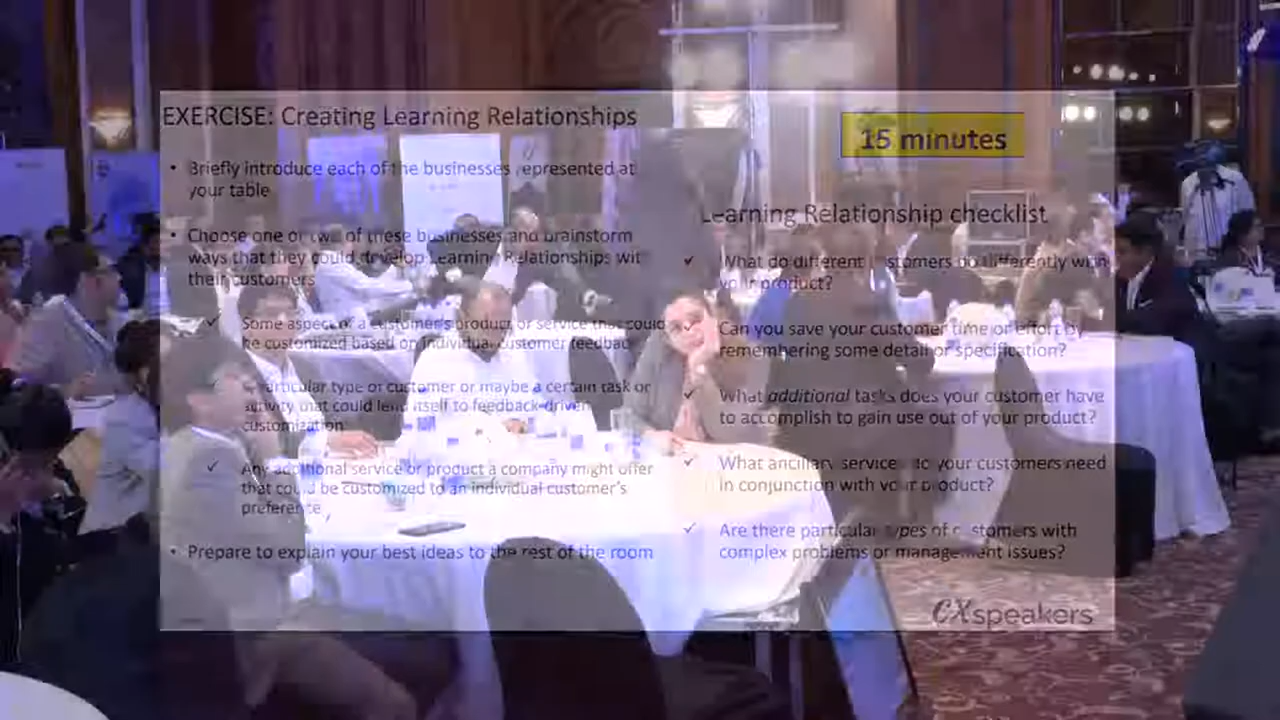 EXERCISE: Creating Learning Relationships
15 minutes
• Briefly introduce each of the businesses represented at
your table
• Choose one or two of these businesses and brainstorm
ways that they could develop Learning Relationships with
their customers
✓ Some aspect of a customer's product or service that could
be customized based on individual customer feedback
particular type of customer or maybe a certain task or
activity that could lend itself to feedback-driven
customization
✓ Any additional service or product a company might offer
that could be customized to an individual customer's
preference
• Prepare to explain your best ideas to the rest of the room
Learning Relationship checklist
✓ What do different customers do differently with
your product?
Can you save your customer time or effort by
remembering some detail or specification?
✓ What additional tasks does your customer have
to accomplish to gain use out of your product?
✓ What ancillary services do your customers need
in conjunction with your product?
✓ Are there particular types of customers with
complex problems or management issues?
CXspeakers